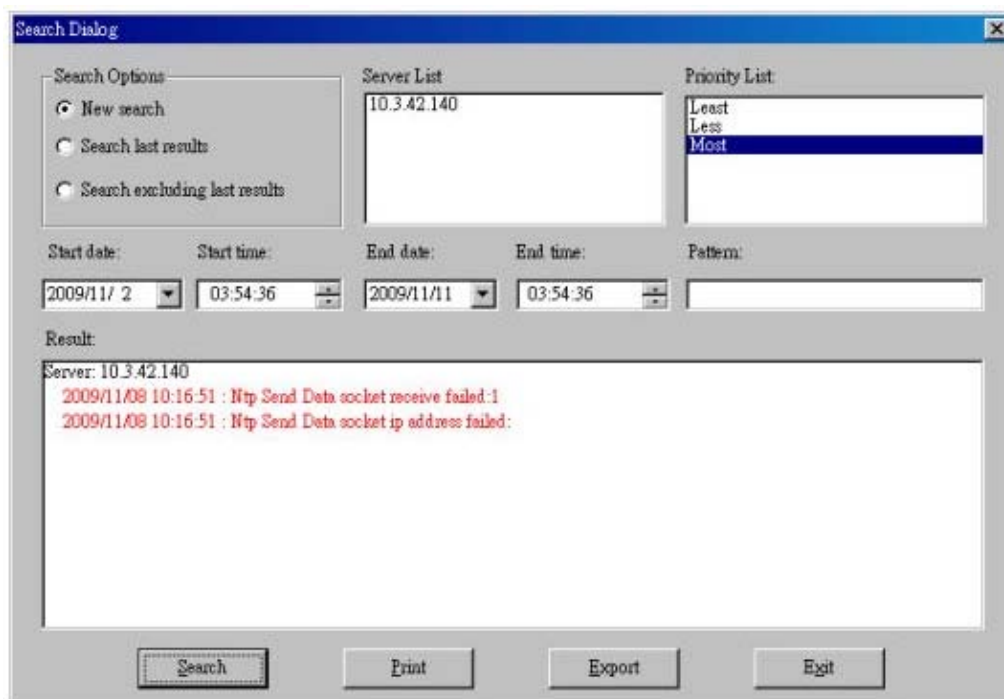 Search Dialog
Search Options
New search
Search last results
Search excluding last results
Server List
10.3.42.140
Priority List:
Least
Less
Most
Start date:
Start time:
End date:
End time:
Pattern:
2009/11/ 2
03:54:36
2009/11/11
03:54:36
Result:
Server: 10.3.42.140
2009/11/08 10:16:51 : Ntp Send Data socket receive failed:1
2009/11/08 10:16:51 : Ntp Send Data socket ip address failed:
Search
Print
Export
Exit